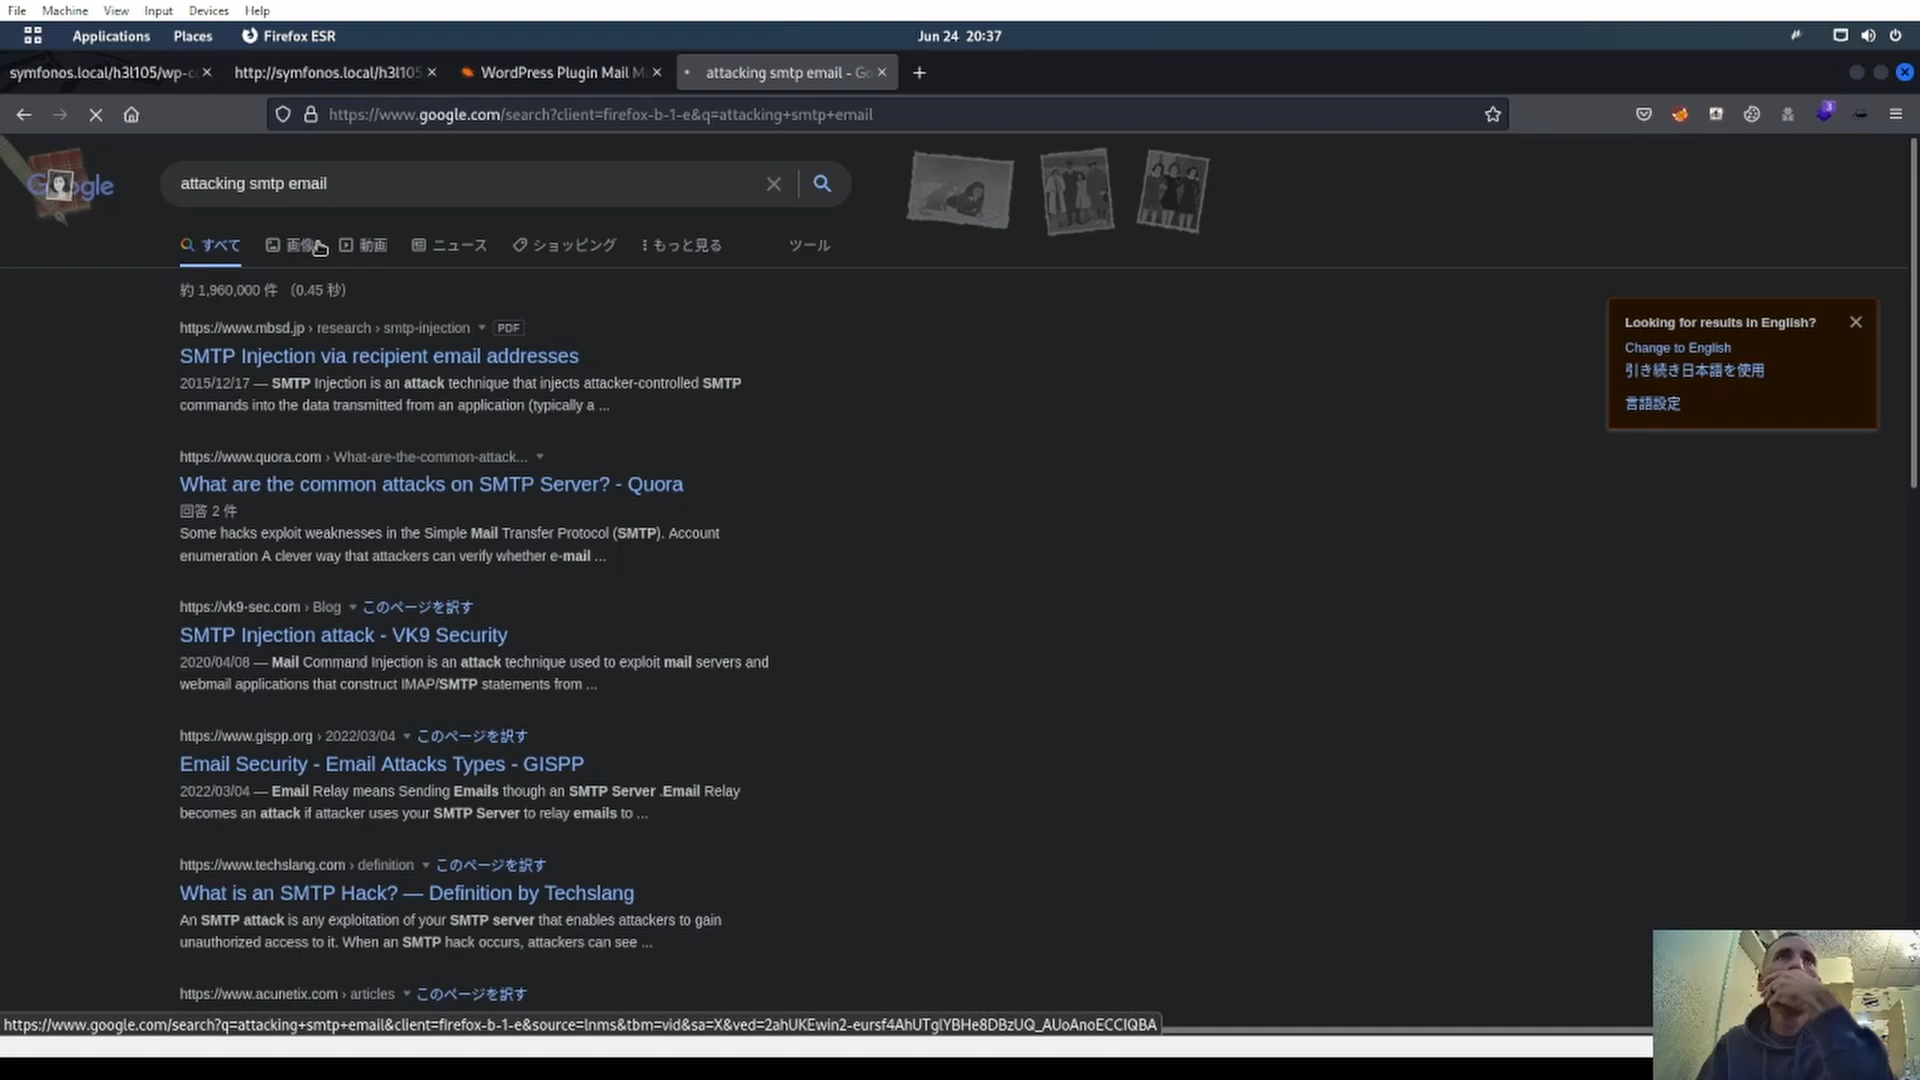 File Machine View Input Devices Help
Applications Places Firefox ESR Jun 24 20:37
symfonos.local/h3l105/wp-c
http://symfonos.local/h3l105
WordPress Plugin Mail M
attacking smtp email - Go
https://www.google.com/search?client=firefox-b-1-e&q=attacking+smtp+email
3
Google
attacking smtp email
すべて 画像 動画 ニュース ショッピング もっと見る ツール
約 1,960,000 件 (0.45 秒)
https://www.mbsd.jp › research › smtp-injection PDF
SMTP Injection via recipient email addresses
2015/12/17 — SMTP Injection is an attack technique that injects attacker-controlled SMTP
commands into the data transmitted from an application (typically a ...
https://www.quora.com › What-are-the-common-attack...
What are the common attacks on SMTP Server? - Quora
回答 2 件
Some hacks exploit weaknesses in the Simple Mail Transfer Protocol (SMTP). Account
enumeration A clever way that attackers can verify whether e-mail ...
https://vk9-sec.com › Blog このページを訳す
SMTP Injection attack - VK9 Security
2020/04/08 — Mail Command Injection is an attack technique used to exploit mail servers and
webmail applications that construct IMAP/SMTP statements from ...
https://www.gispp.org › 2022/03/04 このページを訳す
Email Security - Email Attacks Types - GISPP
2022/03/04 — Email Relay means Sending Emails though an SMTP Server .Email Relay
becomes an attack if attacker uses your SMTP Server to relay emails to ...
https://www.techslang.com › definition このページを訳す
What is an SMTP Hack? — Definition by Techslang
An SMTP attack is any exploitation of your SMTP server that enables attackers to gain
unauthorized access to it. When an SMTP hack occurs, attackers can see ...
https://www.acunetix.com › articles このページを訳す
Looking for results in English?
Change to English
引き続き日本語を使用
言語設定
https://www.google.com/search?q=attacking+smtp+email&client=firefox-b-1-e&source=lnms&tbm=vid&sa=X&ved=2ahUKEwin2-eursf4AhUTglYBHe8DBzUQ_AUoAnoECCIQBA